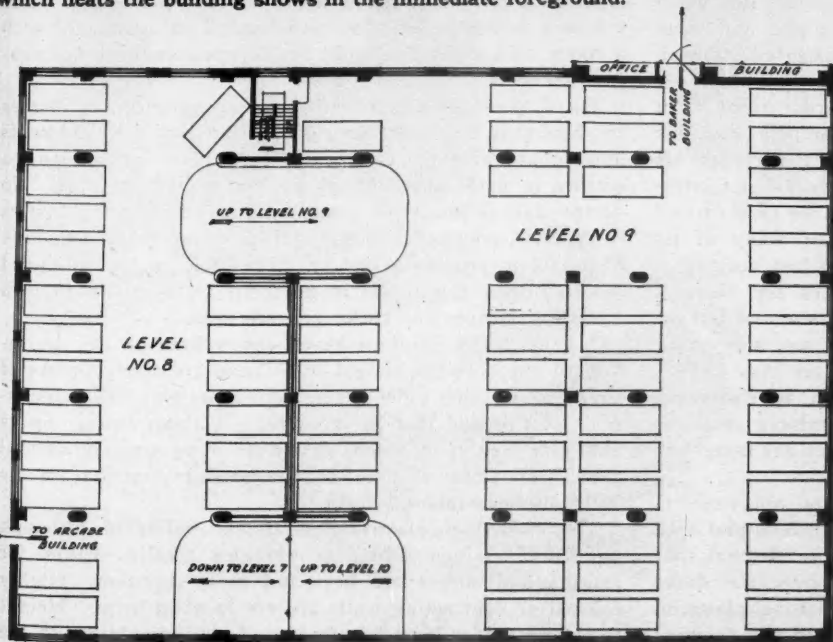 which heats the building shows in the immediate foreground.
OFFICE
BUILDING
TO BAKER
BUILDING
UP TO LEVEL NO. 9
LEVEL NO 9
LEVEL
NO. 8
TO ARCADE
BUILDING
DOWN TO LEVEL 7
UP TO LEVEL 10